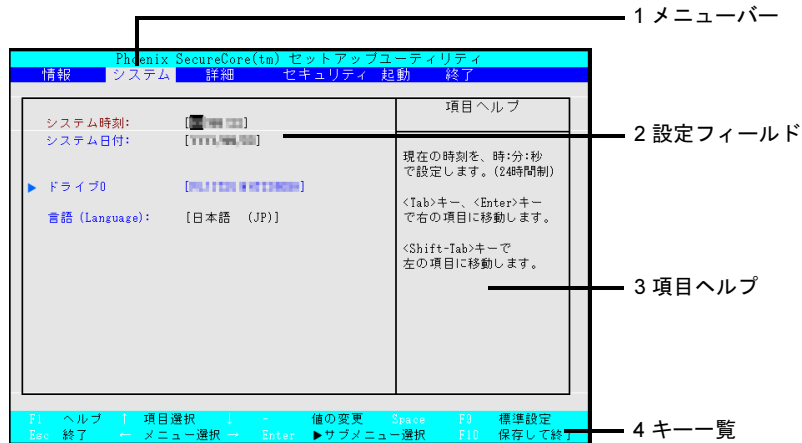 1 メニューバー
Phoenix SecureCore(tm) セットアップユーティリティ
情報 システム 詳細 セキュリティ 起動 終了
項目ヘルプ
システム時刻:
システム日付:
2 設定フィールド
現在の時刻を、時:分:秒
で設定します。(24時間制)
▶ ドライブ0
<Tab>キー、<Enter>キー
で右の項目に移動します。
言語 (Language): [日本語 (JP)]
<Shift-Tab>キーで
左の項目に移動します。
3 項目ヘルプ
F1 ヘルプ ↑ 項目選択 ↓ - 値の変更 Space F9 標準設定
Esc 終了 ← メニュー選択 → Enter ▶サブメニュー選択 F10 保存して終了
4 キー一覧